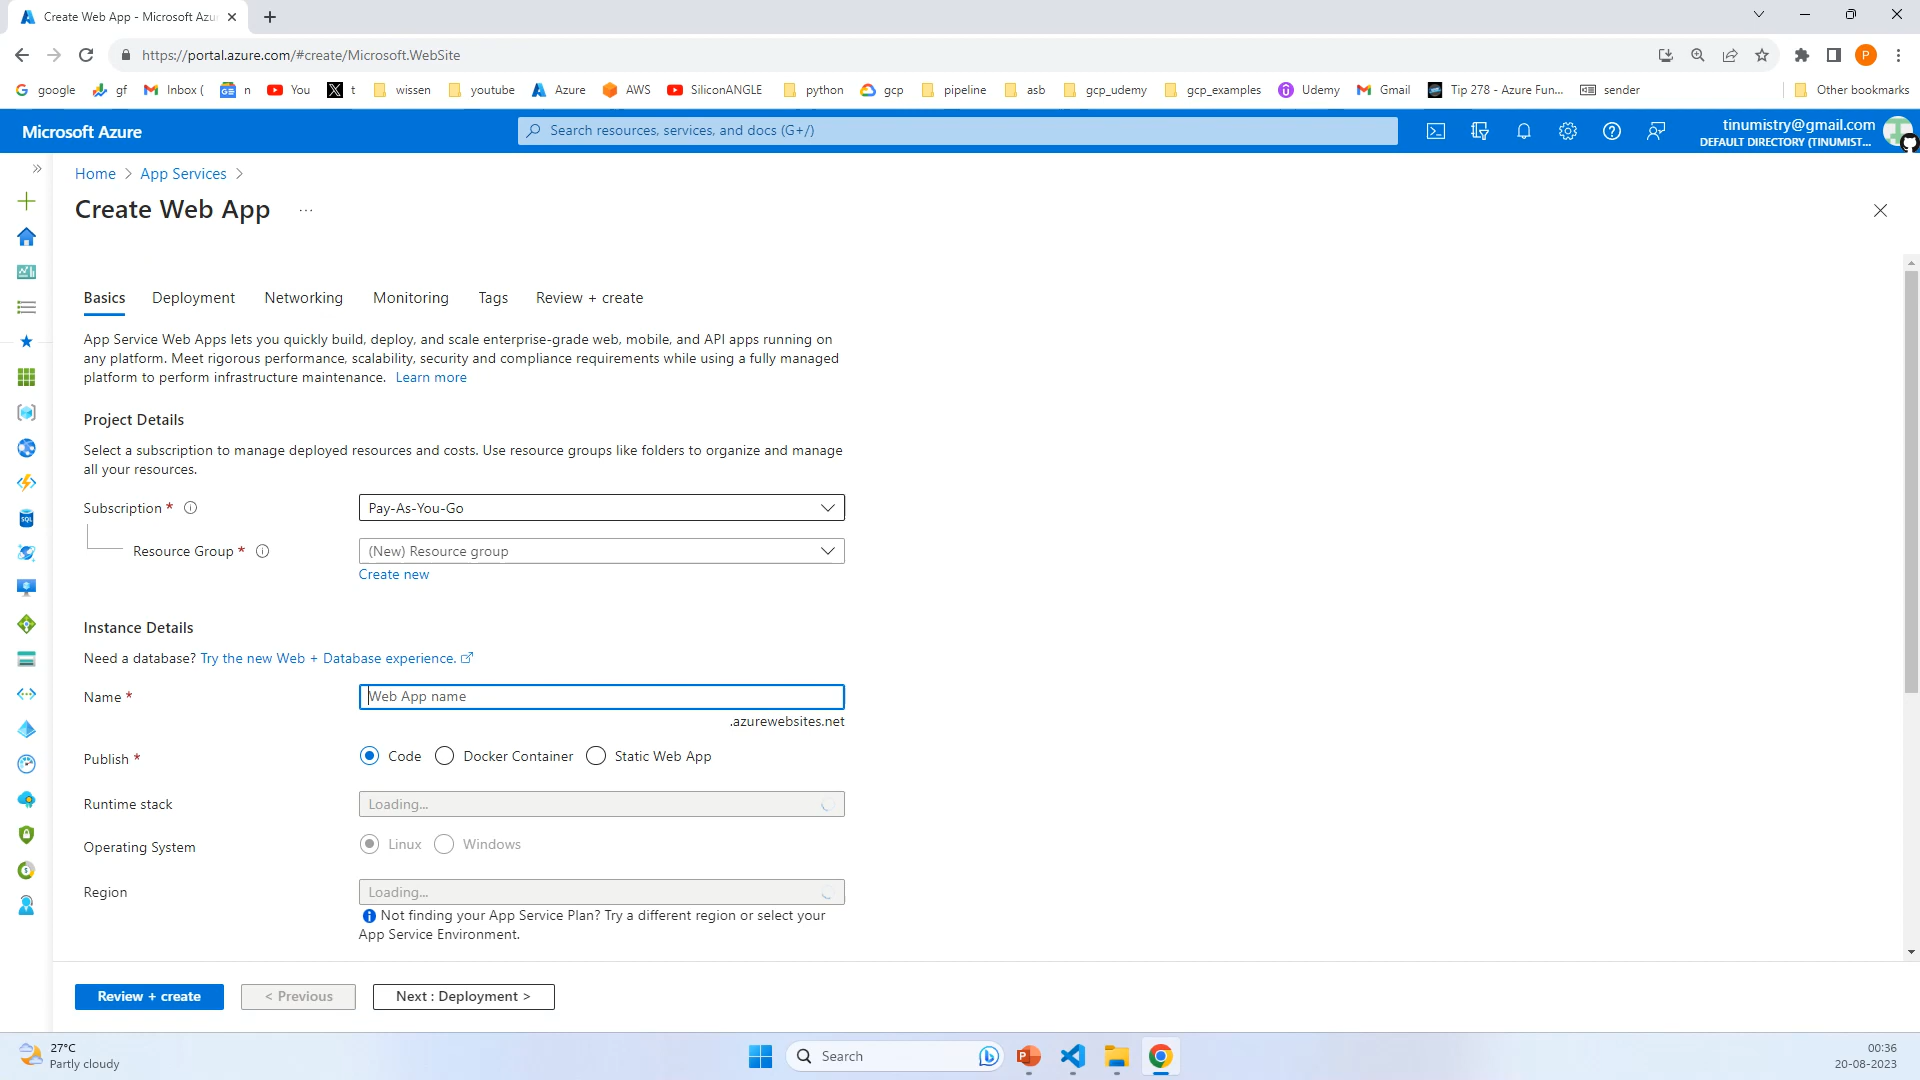 Create Web App - Microsoft Azu
https://portal.azure.com/#create/Microsoft.WebSite
P
google gf Inbox ( n You t wissen youtube Azure AWS SiliconANGLE python gcp pipeline asb gcp_udemy gcp_examples Udemy Gmail Tip 278 - Azure Fun... sender Other bookmarks
Microsoft Azure
Search resources, services, and docs (G+/)
tinumistry@gmail.com
DEFAULT DIRECTORY (TINUMIST...
Home > App Services >
Create Web App ...
Basics Deployment Networking Monitoring Tags Review + create
App Service Web Apps lets you quickly build, deploy, and scale enterprise-grade web, mobile, and API apps running on
any platform. Meet rigorous performance, scalability, security and compliance requirements while using a fully managed
platform to perform infrastructure maintenance. Learn more
Project Details
Select a subscription to manage deployed resources and costs. Use resource groups like folders to organize and manage
all your resources.
Subscription * Pay-As-You-Go
Resource Group * (New) Resource group
Create new
Instance Details
Need a database? Try the new Web + Database experience.
Name * Web App name
.azurewebsites.net
Publish * Code Docker Container Static Web App
Runtime stack Loading...
Operating System Linux Windows
Region Loading...
Not finding your App Service Plan? Try a different region or select your
App Service Environment.
Review + create < Previous Next : Deployment >
27°C
Partly cloudy
Search
00:36
20-08-2023